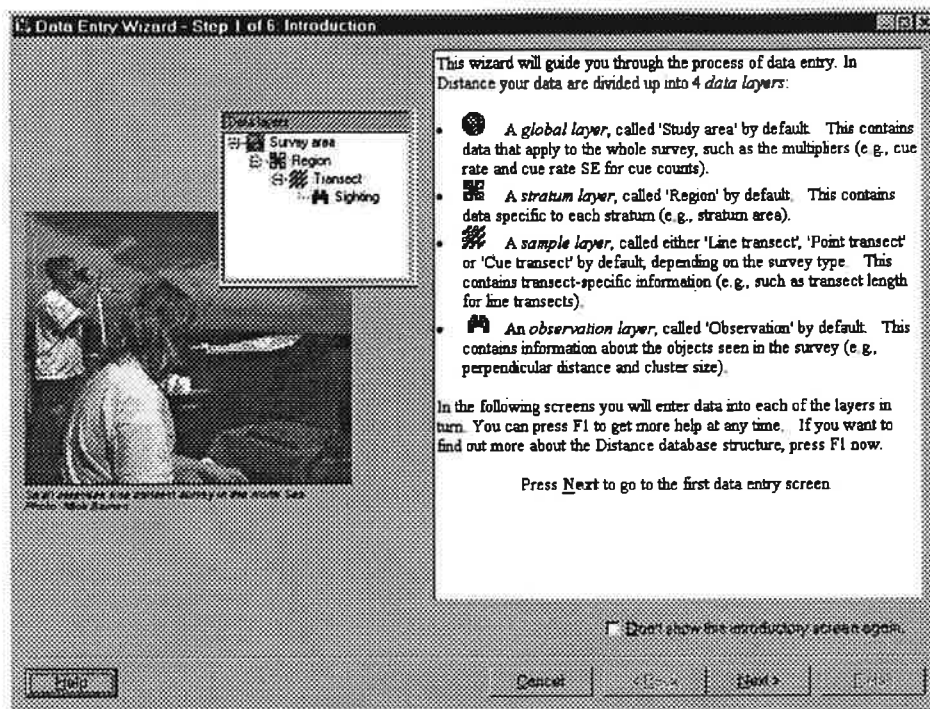 Data Entry Wizard - Step 1 of 6: Introduction
Data layers
Survey area
Region
Transect
Sighting
Photo: Mick Baines
This wizard will guide you through the process of data entry. In
Distance your data are divided up into 4 data layers:
• A global layer, called 'Study area' by default. This contains
data that apply to the whole survey, such as the multipliers (e.g., cue
rate and cue rate SE for cue counts).
• A stratum layer, called 'Region' by default. This contains
data specific to each stratum (e.g., stratum area).
• A sample layer, called either 'Line transect', 'Point transect'
or 'Cue transect' by default, depending on the survey type. This
contains transect-specific information (e.g., such as transect length
for line transects).
• An observation layer, called 'Observation' by default. This
contains information about the objects seen in the survey (e.g.,
perpendicular distance and cluster size).
In the following screens you will enter data into each of the layers in
turn. You can press F1 to get more help at any time. If you want to
find out more about the Distance database structure, press F1 now.
Press Next to go to the first data entry screen
Don't show this introductory screen again.
Help
Cancel
< Back
Next >